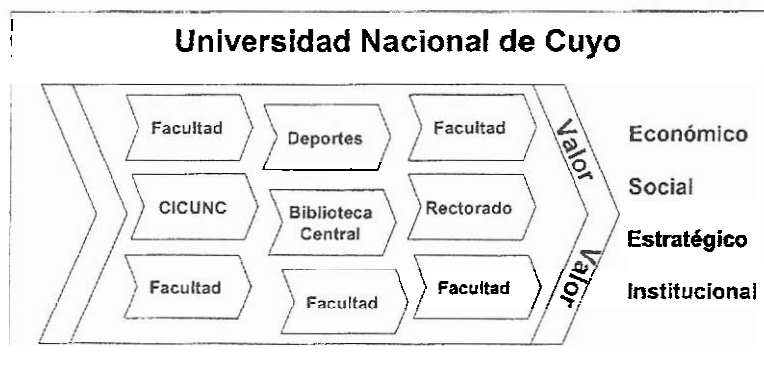 Universidad Nacional de Cuyo
Facultad
Deportes
Facultad
CICUNC
Biblioteca
Central
Rectorado
Facultad
Facultad
Facultad
Valor
Valor
Económico
Social
Estratégico
Institucional